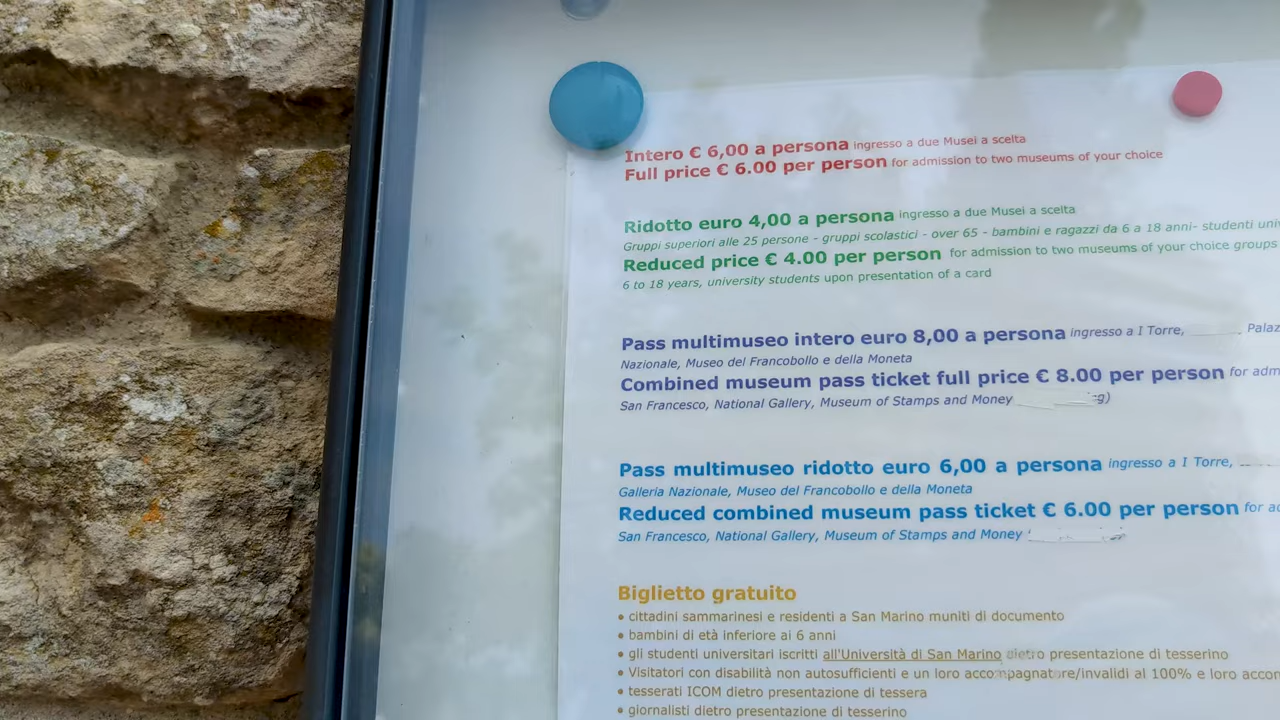 Intero € 6,00 a persona ingresso a due Musei a scelta
Full price € 6.00 per person for admission to two museums of your choice
Ridotto euro 4,00 a persona ingresso a due Musei a scelta
Gruppi superiori alle 25 persone - gruppi scolastici - over 65 - bambini e ragazzi da 6 a 18 anni- studenti
Reduced price € 4.00 per person for admission to two museums of your choice groups
6 to 18 years, university students upon presentation of a card
Pass multimuseo intero euro 8,00 a persona ingresso a I Torre,
Nazionale, Museo del Francobollo e della Moneta
Combined museum pass ticket full price € 8.00 per person for
San Francesco, National Gallery, Museum of Stamps and Money
Pass multimuseo ridotto euro 6,00 a persona ingresso a I Torre,
Galleria Nazionale, Museo del Francobollo e della Moneta
Reduced combined museum pass ticket € 6.00 per person for
San Francesco, National Gallery, Museum of Stamps and Money
Biglietto gratuito
• cittadini sammarinesi e residenti a San Marino muniti di documento
• bambini di età inferiore ai 6 anni
• gli studenti universitari iscritti all'Università di San Marino dietro presentazione di tesserino
• Visitatori con disabilità non autosufficienti e un loro accompagnatore/invalidi al 100% e loro
• tesserati ICOM dietro presentazione di tessera
• giornalisti dietro presentazione di tesserino